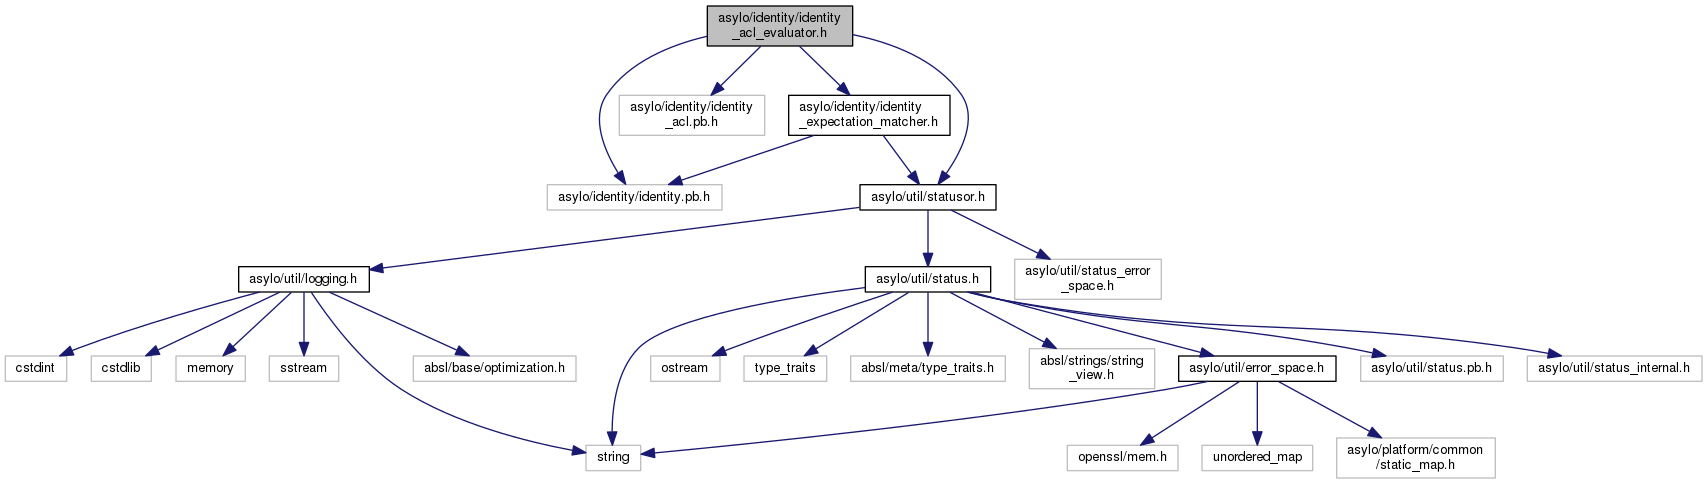 asylo/identity/identity
_acl_evaluator.h
asylo/identity/identity
_acl.pb.h
asylo/identity/identity
_expectation_matcher.h
asylo/identity/identity.pb.h
asylo/util/statusor.h
asylo/util/logging.h
asylo/util/status.h
asylo/util/status_error
_space.h
cstdint
cstdlib
memory
sstream
absl/base/optimization.h
ostream
type_traits
absl/meta/type_traits.h
absl/strings/string
_view.h
asylo/util/error_space.h
asylo/util/status.pb.h
asylo/util/status_internal.h
string
openssl/mem.h
unordered_map
asylo/platform/common
/static_map.h